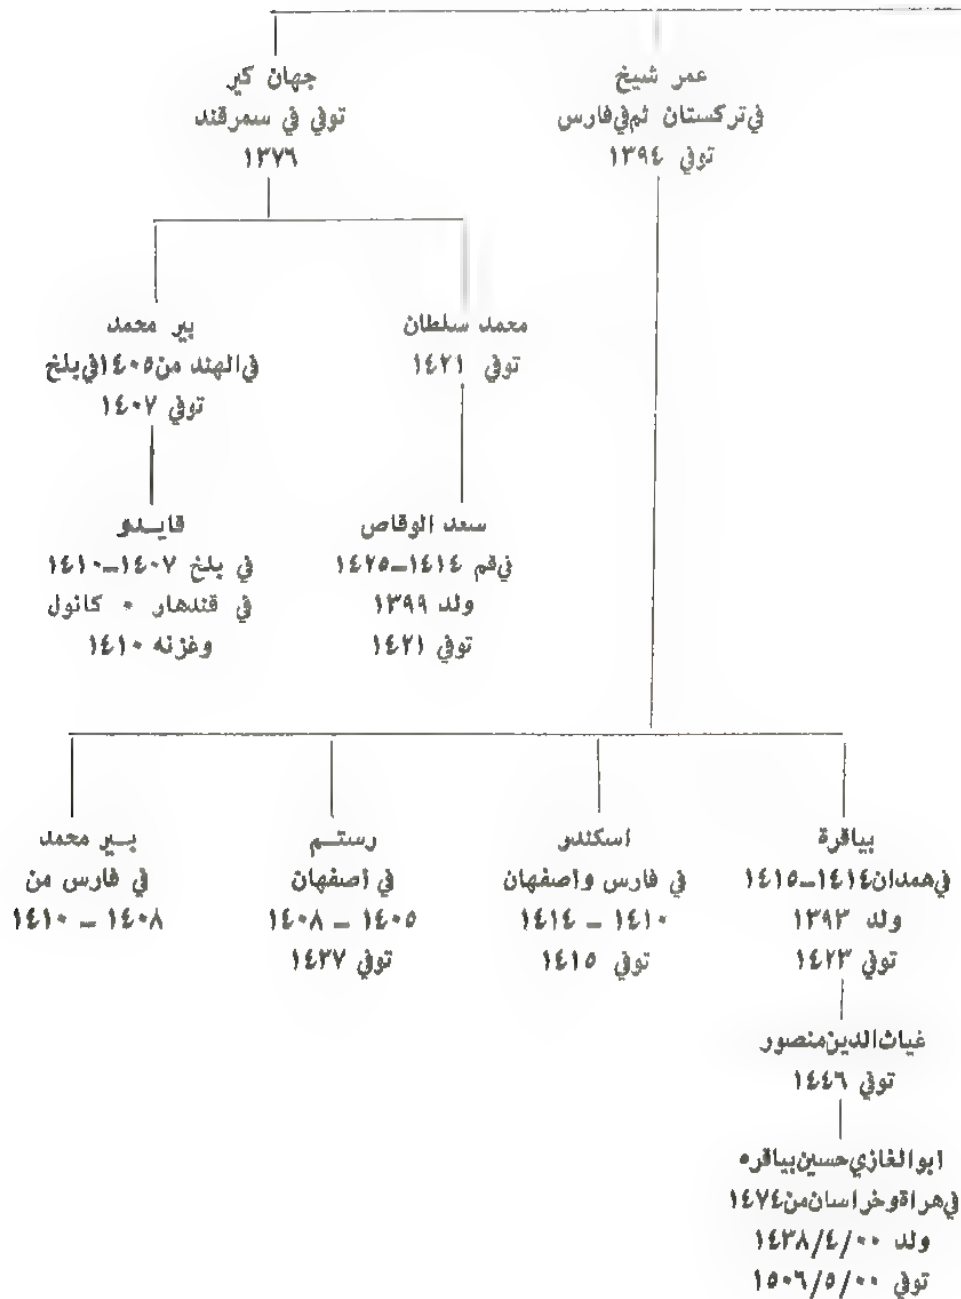 عمر شيخ
في تركستان ثم في فارس
توفي ١٣٩٤
جهان كير
توفي في سمرقند
١٣٧٦
محمد سلطان
توفي ١٤٢١
بير محمد
في الهند من ١٤٠٥ في بلخ
توفي ١٤٠٧
سعد الوقاص
في قم ١٤١٤–١٤٢٥
ولد ١٣٩٩
توفي ١٤٢١
قايدو
في بلخ ١٤٠٧–١٤١٠
في قندهار • كانول
وغزنه ١٤١٠
بياقرة
في همدان ١٤١٤–١٤١٥
ولد ١٣٩٣
توفي ١٤٢٣
اسكندر
في فارس واصفهان
١٤١٠ – ١٤١٤
توفي ١٤١٥
رستم
في اصفهان
١٤٠٥ – ١٤٠٨
توفي ١٤٣٧
بير محمد
في فارس من
١٤٠٨ – ١٤١٠
غياث الدين منصور
توفي ١٤٤٦
ابو الغازي حسين بياقره
في هراة وخراسان من ١٤٧٤
ولد ١٤٣٨/٤/٠٠
توفي ١٥٠٦/٥/٠٠